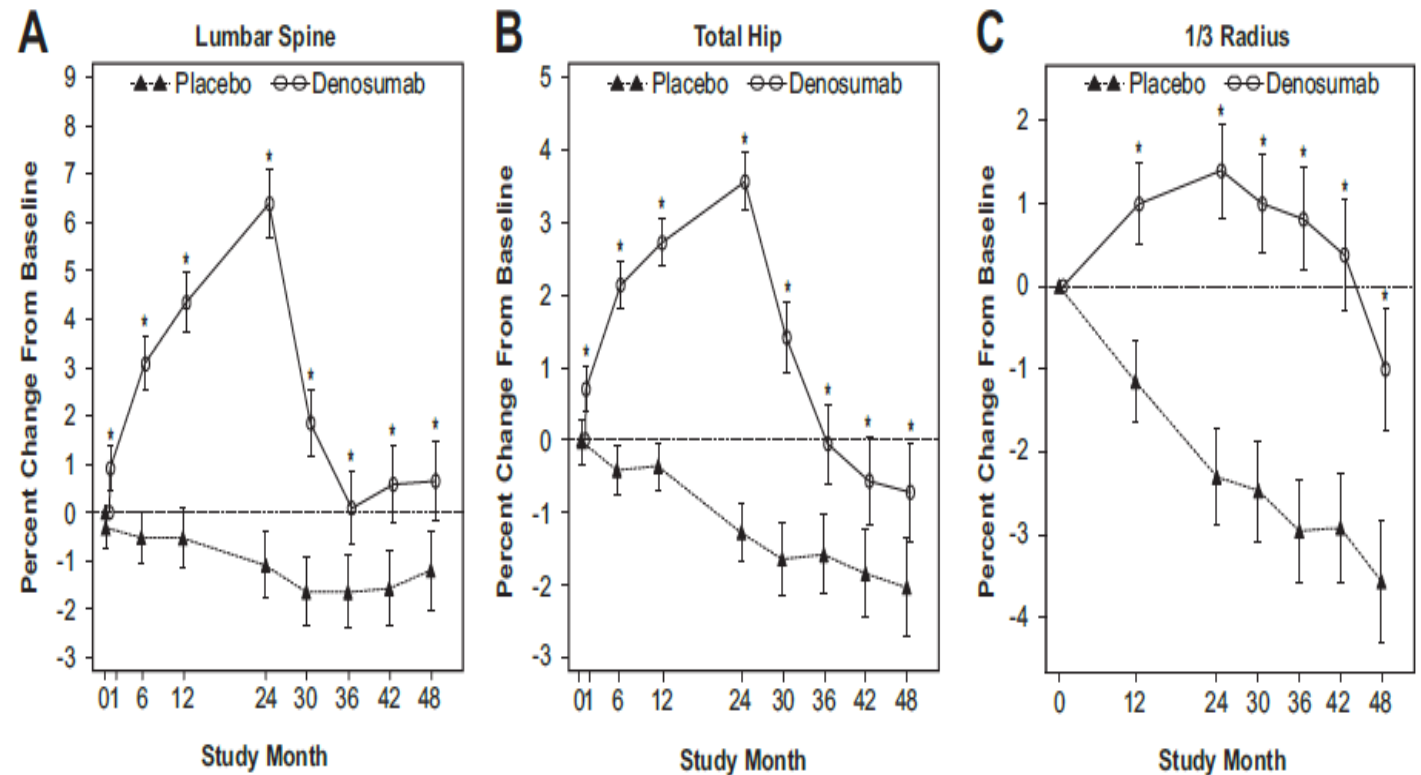 A
Lumbar Spine
Percent Change From Baseline
Placebo Denosumab
9
8
7
6
5
4
3
2
1
0
-1
-2
-3
* * * * * * * *
01 6 12 24 30 36 42 48
Study Month
B
Total Hip
Percent Change From Baseline
Placebo Denosumab
5
4
3
2
1
0
-1
-2
-3
* * * * * * * *
01 6 12 24 30 36 42 48
Study Month
C
1/3 Radius
Percent Change From Baseline
Placebo Denosumab
2
1
0
-1
-2
-3
-4
* * * * * *
0 12 24 30 36 42 48
Study Month